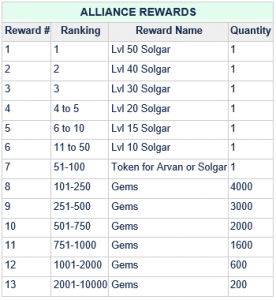 ALLIANCE REWARDS
Reward # Ranking Reward Name Quantity
1 1 Lvl 50 Solgar 1
2 2 Lvl 40 Solgar 1
3 3 Lvl 30 Solgar 1
4 4 to 5 Lvl 20 Solgar 1
5 6 to 10 Lvl 15 Solgar 1
6 11 to 50 Lvl 10 Solgar 1
7 51-100 Token for Arvan or Solgar 1
8 101-250 Gems 4000
9 251-500 Gems 3000
10 501-750 Gems 2000
11 751-1000 Gems 1600
12 1001-2000 Gems 600
13 2001-10000 Gems 200